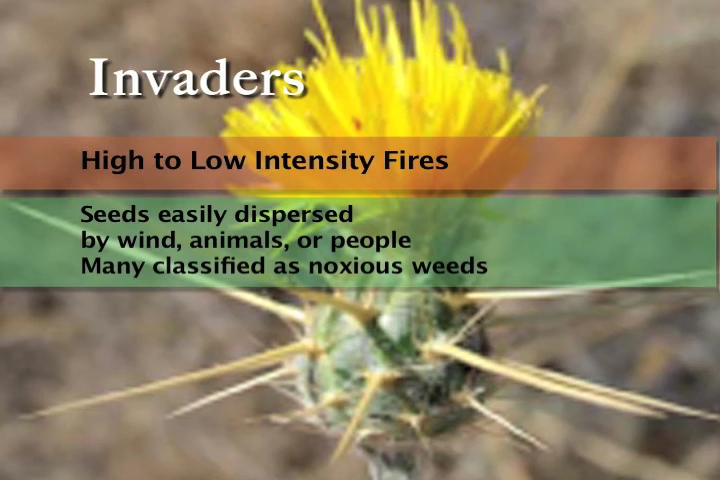 Invaders
High to Low Intensity Fires
Seeds easily dispersed
by wind, animals, or people
Many classified as noxious weeds